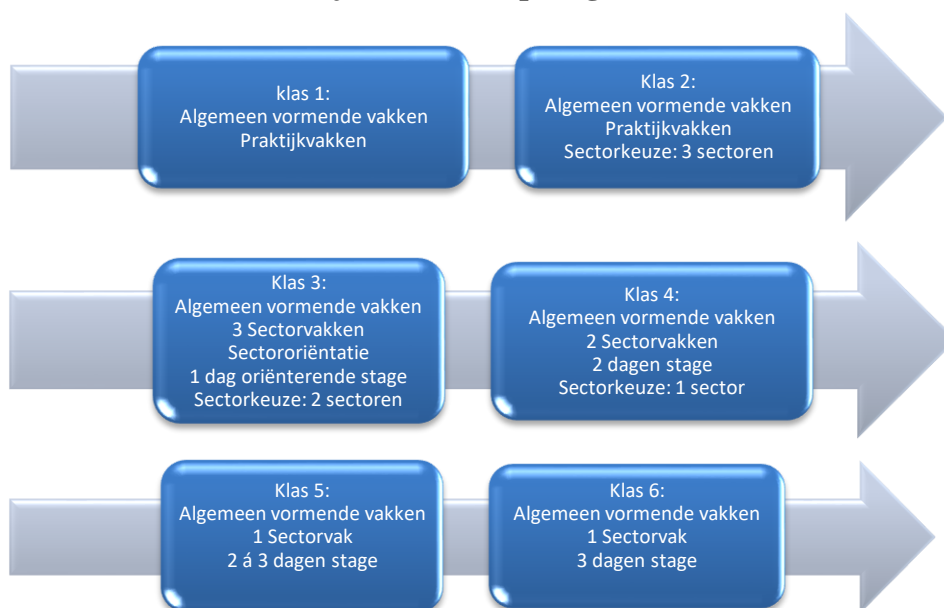 klas 1:
Algemeen vormende vakken
Praktijkvakken
Klas 2:
Algemeen vormende vakken
Praktijkvakken
Sectorkeuze: 3 sectoren
Klas 3:
Algemeen vormende vakken
3 Sectorvakken
Sectororiëntatie
1 dag oriënterende stage
Sectorkeuze: 2 sectoren
Klas 4:
Algemeen vormende vakken
2 Sectorvakken
2 dagen stage
Sectorkeuze: 1 sector
Klas 5:
Algemeen vormende vakken
1 Sectorvak
2 á 3 dagen stage
Klas 6:
Algemeen vormende vakken
1 Sectorvak
3 dagen stage